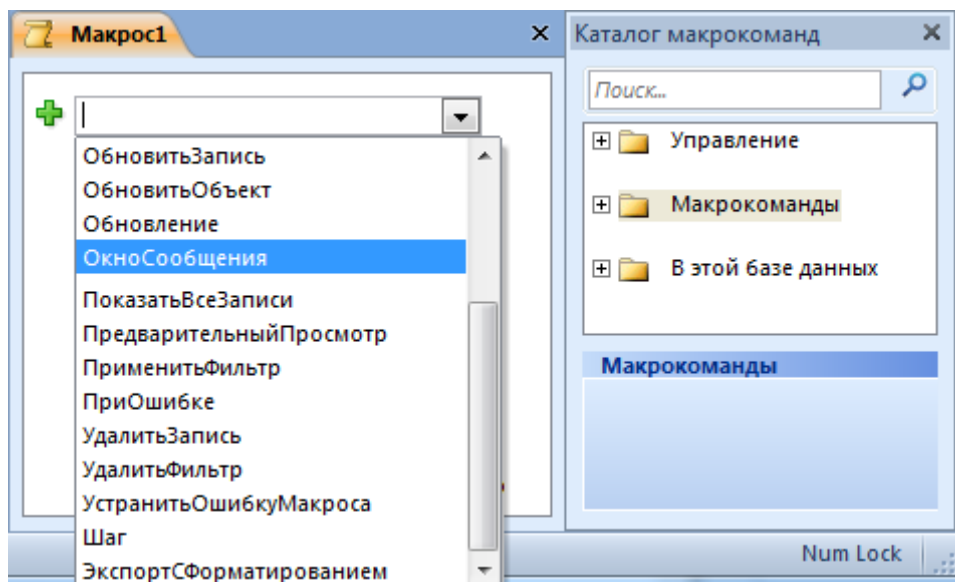 Макрос1
ОбновитьЗапись
ОбновитьОбъект
Обновление
ОкноСообщения
ПоказатьВсеЗаписи
ПредварительныйПросмотр
ПрименитьФильтр
ПриОшибке
УдалитьЗапись
УдалитьФильтр
УстранитьОшибкуМакроса
Шаг
ЭкспортСФорматированием
Каталог макрокоманд
Поиск...
Управление
Макрокоманды
В этой базе данных
Макрокоманды
Num Lock